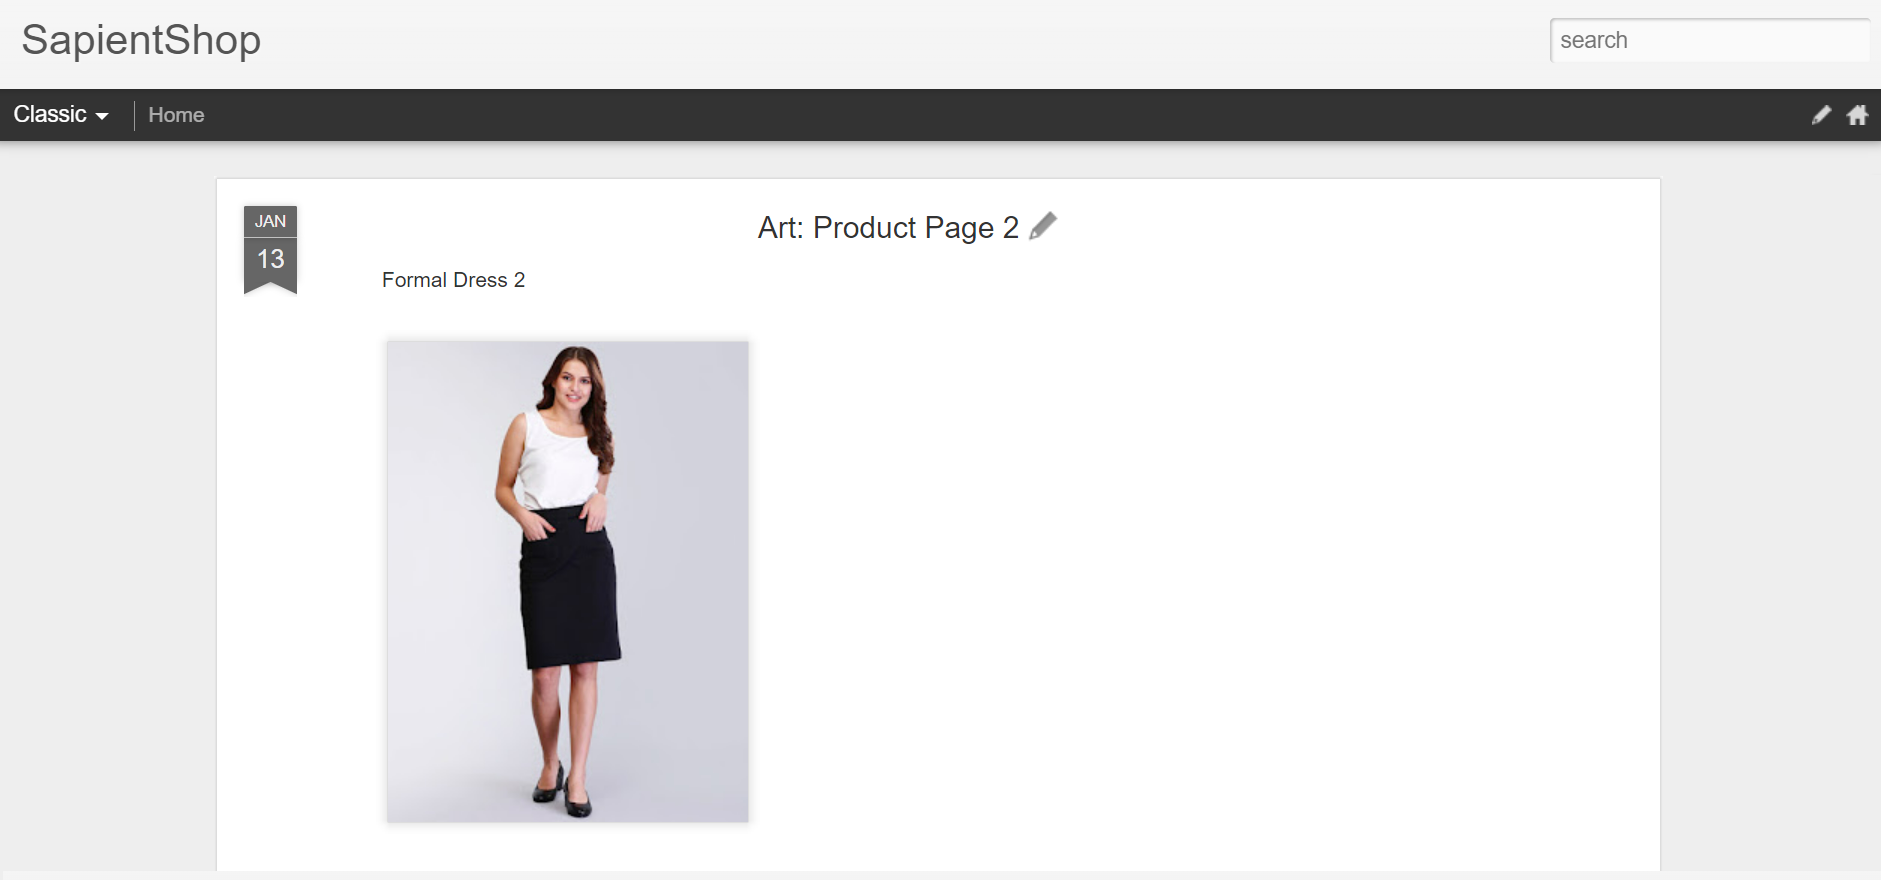 SapientShop
search
Classic
Home
JAN
13
Art: Product Page 2
Formal Dress 2